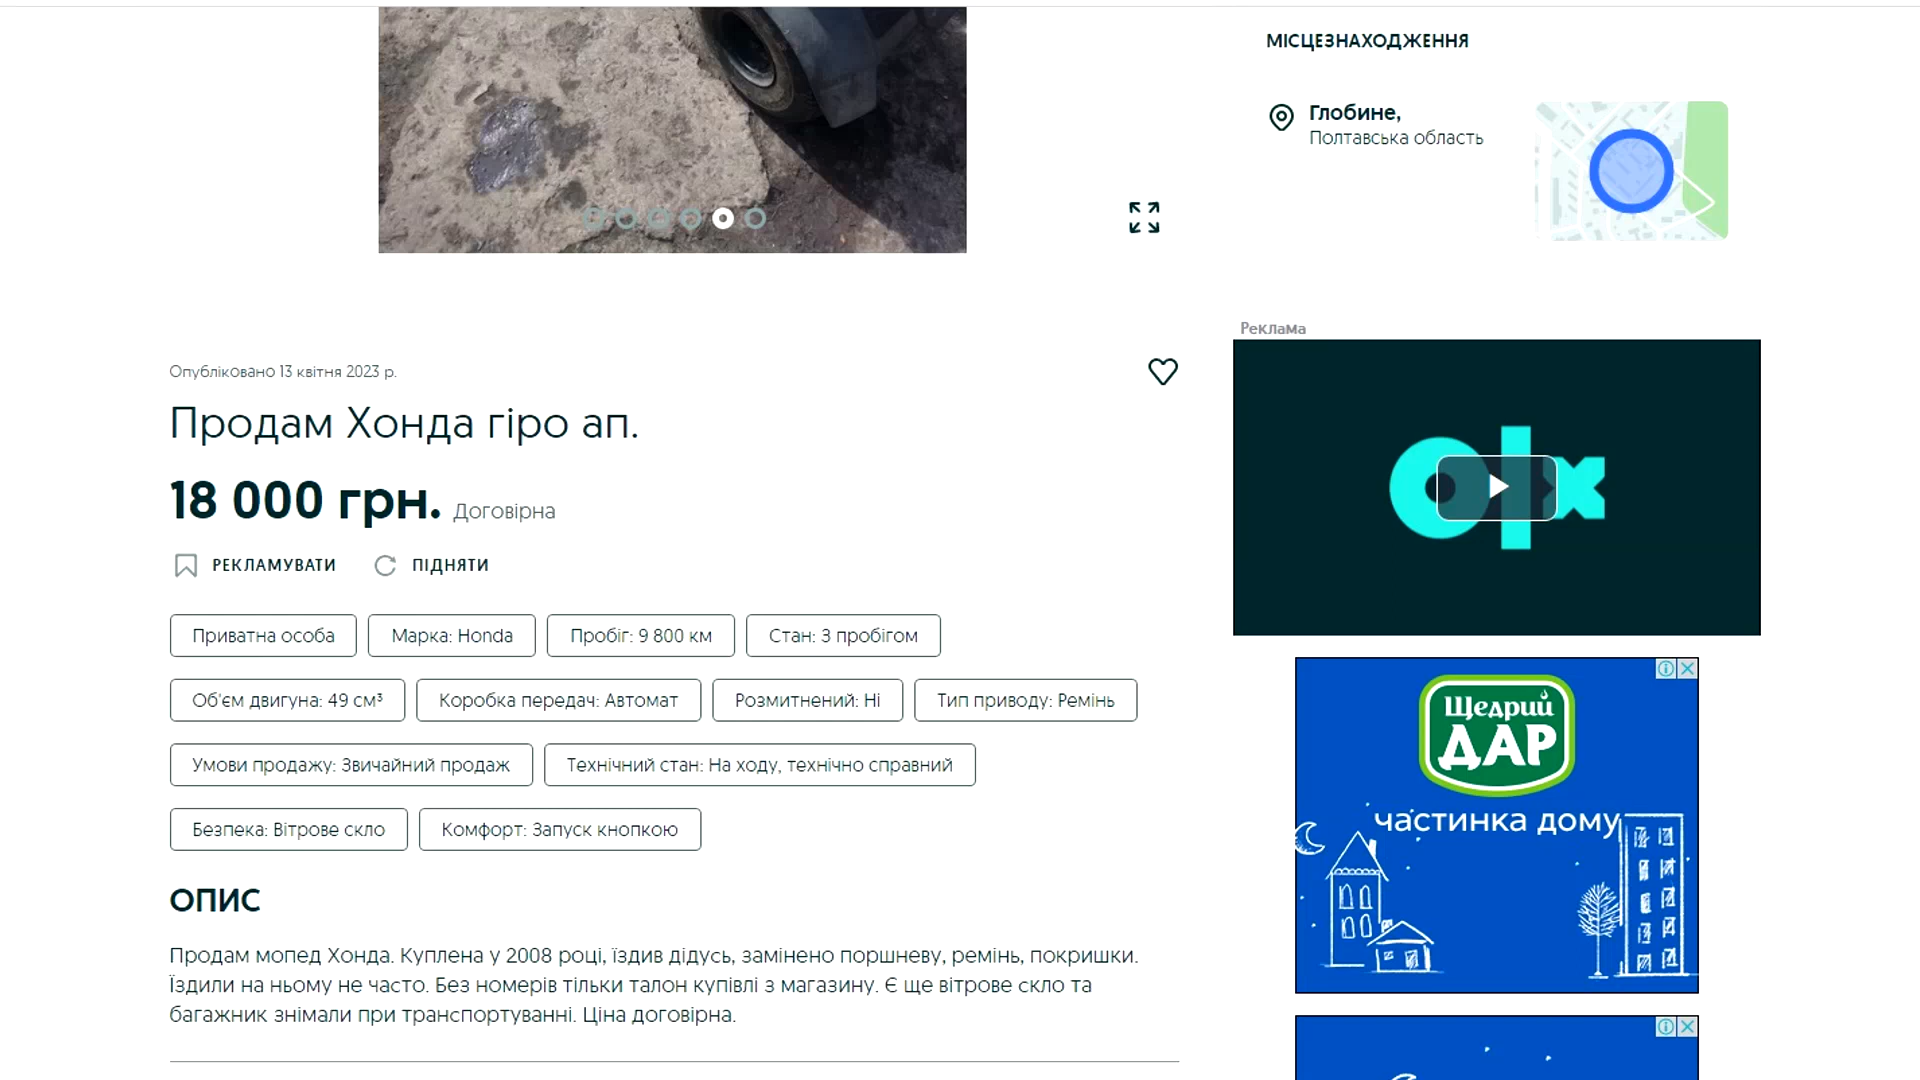 МІСЦЕЗНАХОДЖЕННЯ
Глобине,
Полтавська область
Реклама
Опубліковано 13 квітня 2023 р.
Продам Хонда гіро ап.
18 000 грн. Договірна
РЕКЛАМУВАТИ ПІДНЯТИ
olx
Приватна особа Марка: Honda Пробіг: 9 800 км Стан: З пробігом
Об'єм двигуна: 49 см³ Коробка передач: Автомат Розмитнений: Ні Тип приводу: Ремінь
Умови продажу: Звичайний продаж Технічний стан: На ходу, технічно справний
Безпека: Вітрове скло Комфорт: Запуск кнопкою
Щедрий
ДАР
частинка дому
ОПИС
Продам мопед Хонда. Куплена у 2008 році, їздив дідусь, замінено поршневу, ремінь, покришки.
Їздили на ньому не часто. Без номерів тільки талон купівлі з магазину. Є ще вітрове скло та
багажник знімали при транспортуванні. Ціна договірна.